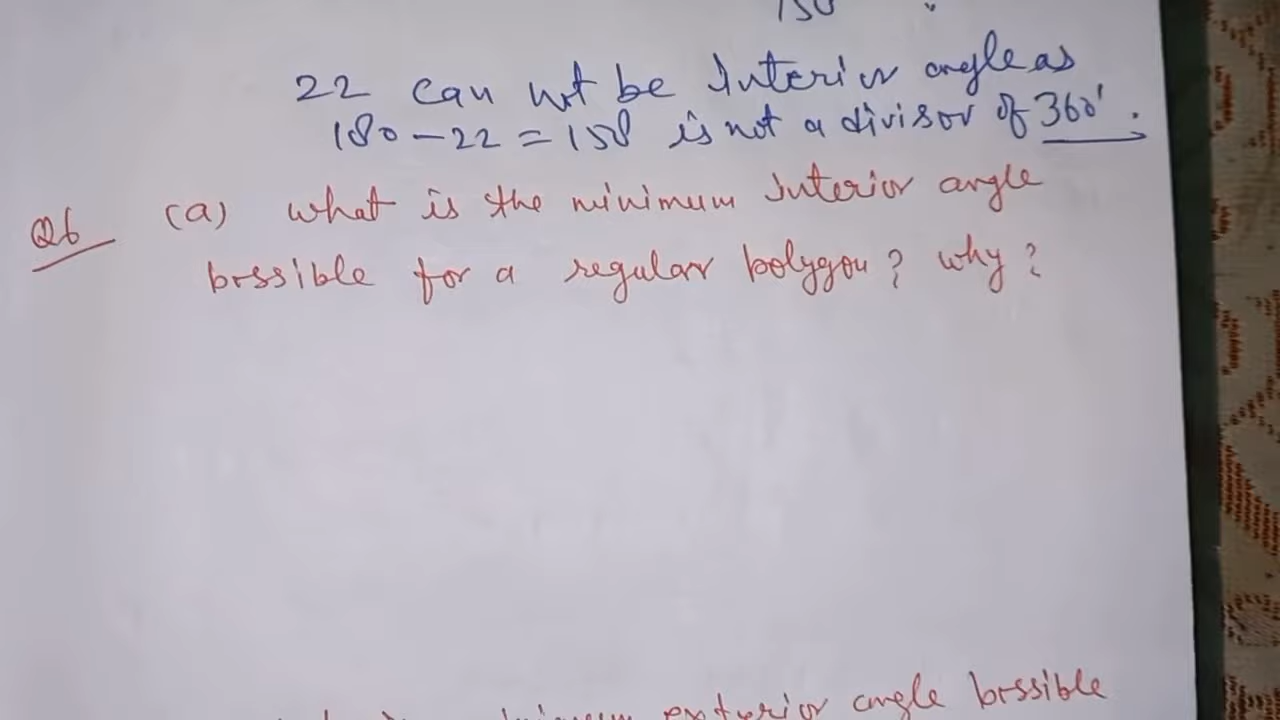 150
22 can not be Interior angle as
180-22=158 is not a divisor of 360°.
Q6 (a) what is the minimum Interior angle
possible for a regular polygon? why?
exterior angle possible